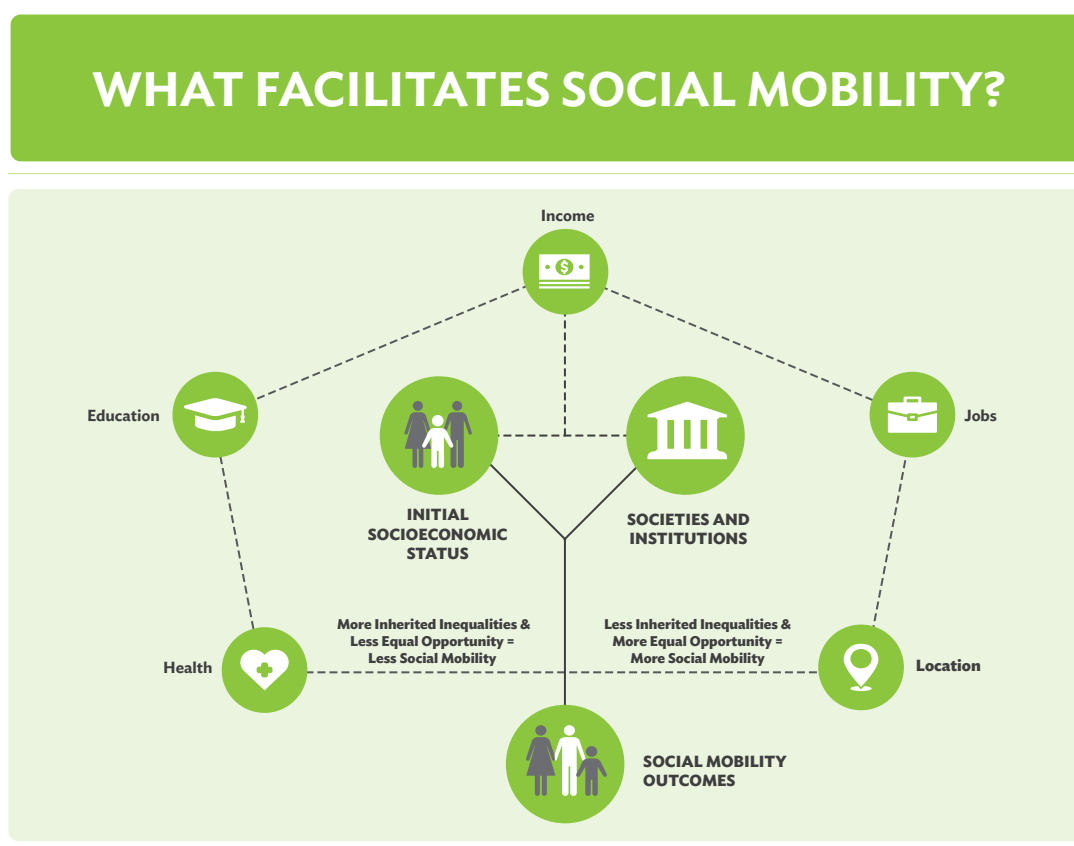 WHAT FACILITATES SOCIAL MOBILITY?
Income
$
Education
Jobs
INITIAL
SOCIOECONOMIC
STATUS
SOCIETIES AND
INSTITUTIONS
More Inherited Inequalities &
Less Equal Opportunity =
Less Social Mobility
Less Inherited Inequalities &
More Equal Opportunity =
More Social Mobility
Health
Location
SOCIAL MOBILITY
OUTCOMES